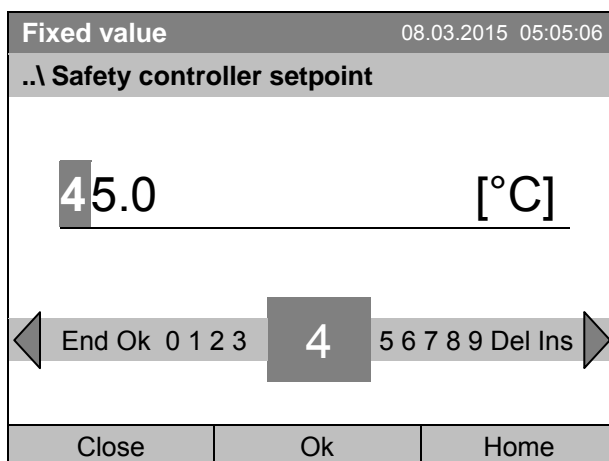 Fixed value 08.03.2015 05:05:06
..\ Safety controller setpoint
45.0 [°C]
End Ok 0 1 2 3 4 5 6 7 8 9 Del Ins
Close Ok Home